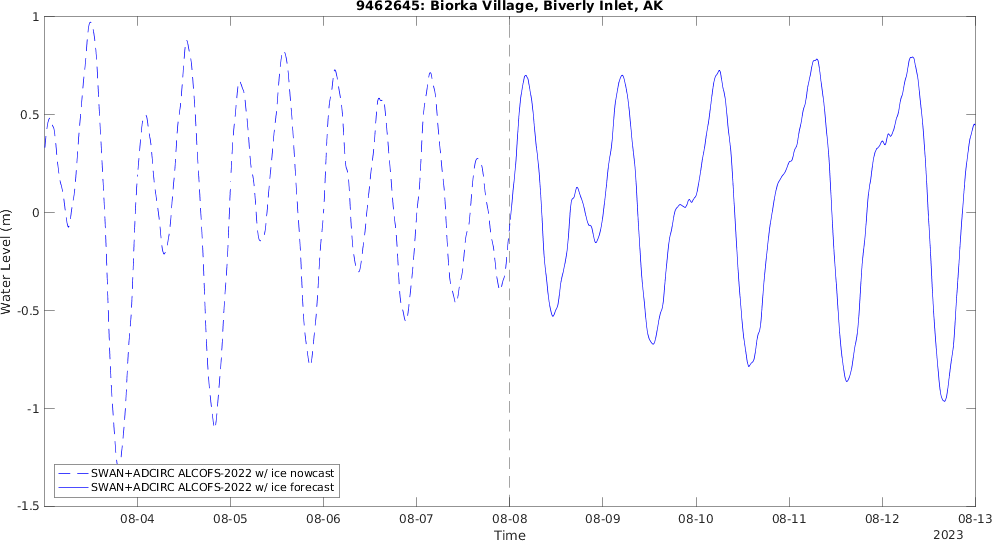 9462645: Biorka Village, Biverly Inlet, AK
1
0.5
0
-0.5
-1
-1.5
Water Level (m)
SWAN+ADCIRC ALCOFS-2022 w/ ice nowcast
SWAN+ADCIRC ALCOFS-2022 w/ ice forecast
08-04 08-05 08-06 08-07 08-08 08-09 08-10 08-11 08-12 08-13
Time
2023